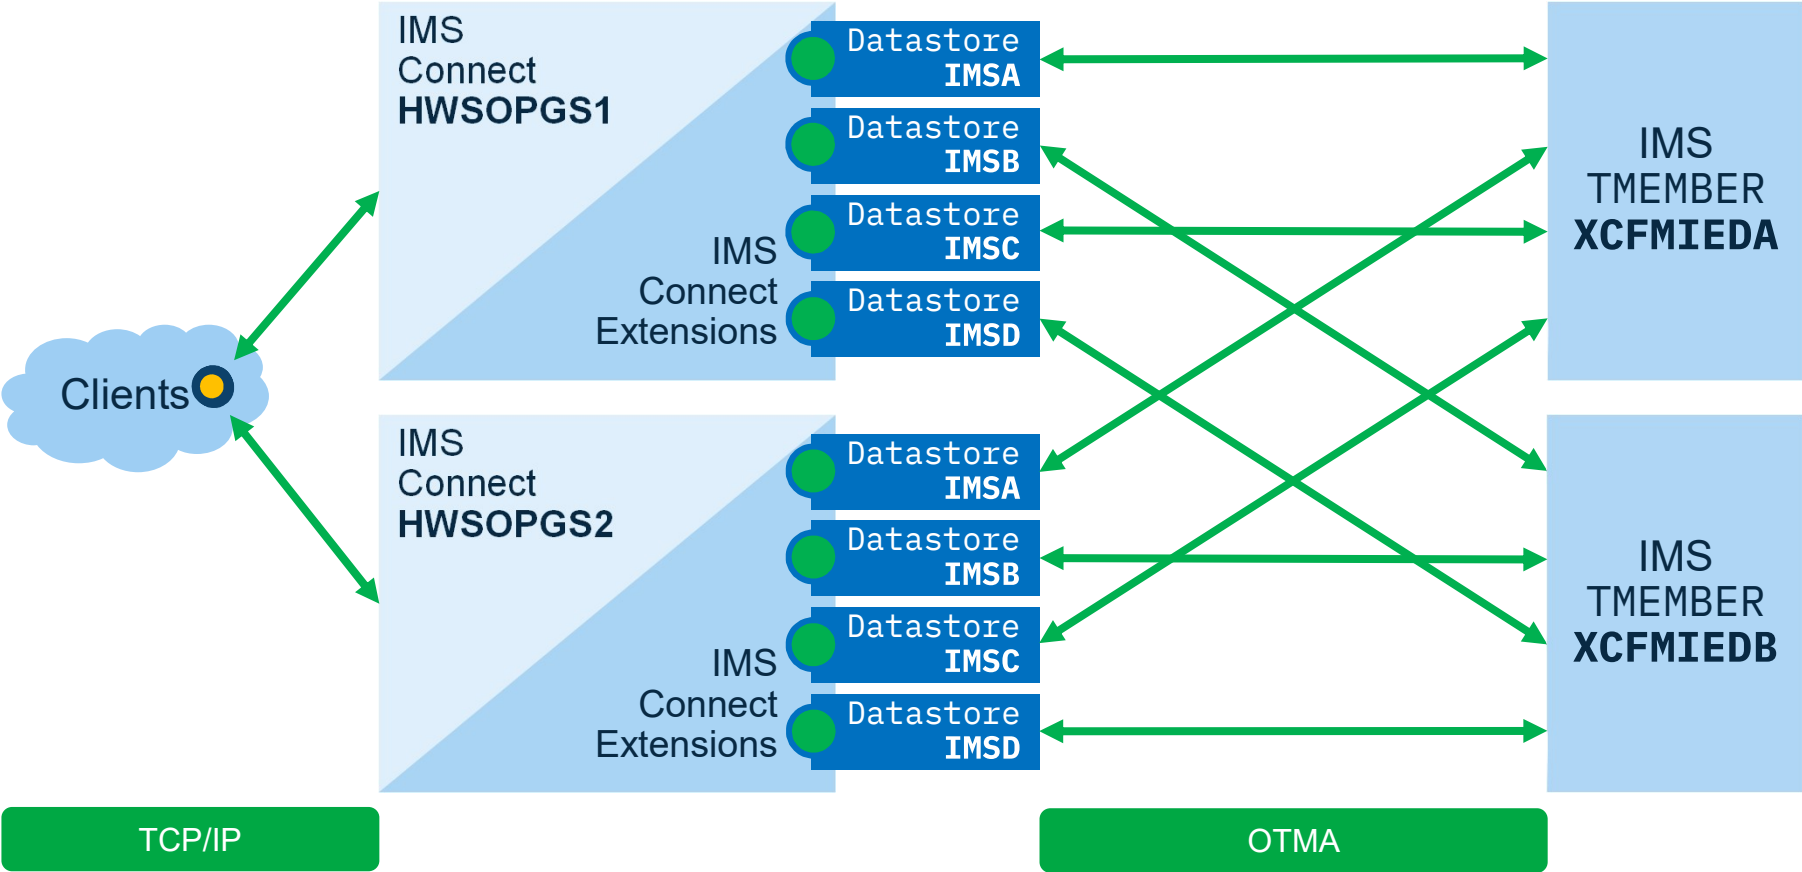 Clients
IMS
Connect
HWSOPGS1
IMS
Connect
Extensions
Datastore
IMSA
Datastore
IMSB
Datastore
IMSC
Datastore
IMSD
IMS
TMEMBER
XCFMIEDA
IMS
Connect
HWSOPGS2
IMS
Connect
Extensions
Datastore
IMSA
Datastore
IMSB
Datastore
IMSC
Datastore
IMSD
IMS
TMEMBER
XCFMIEDB
TCP/IP
OTMA